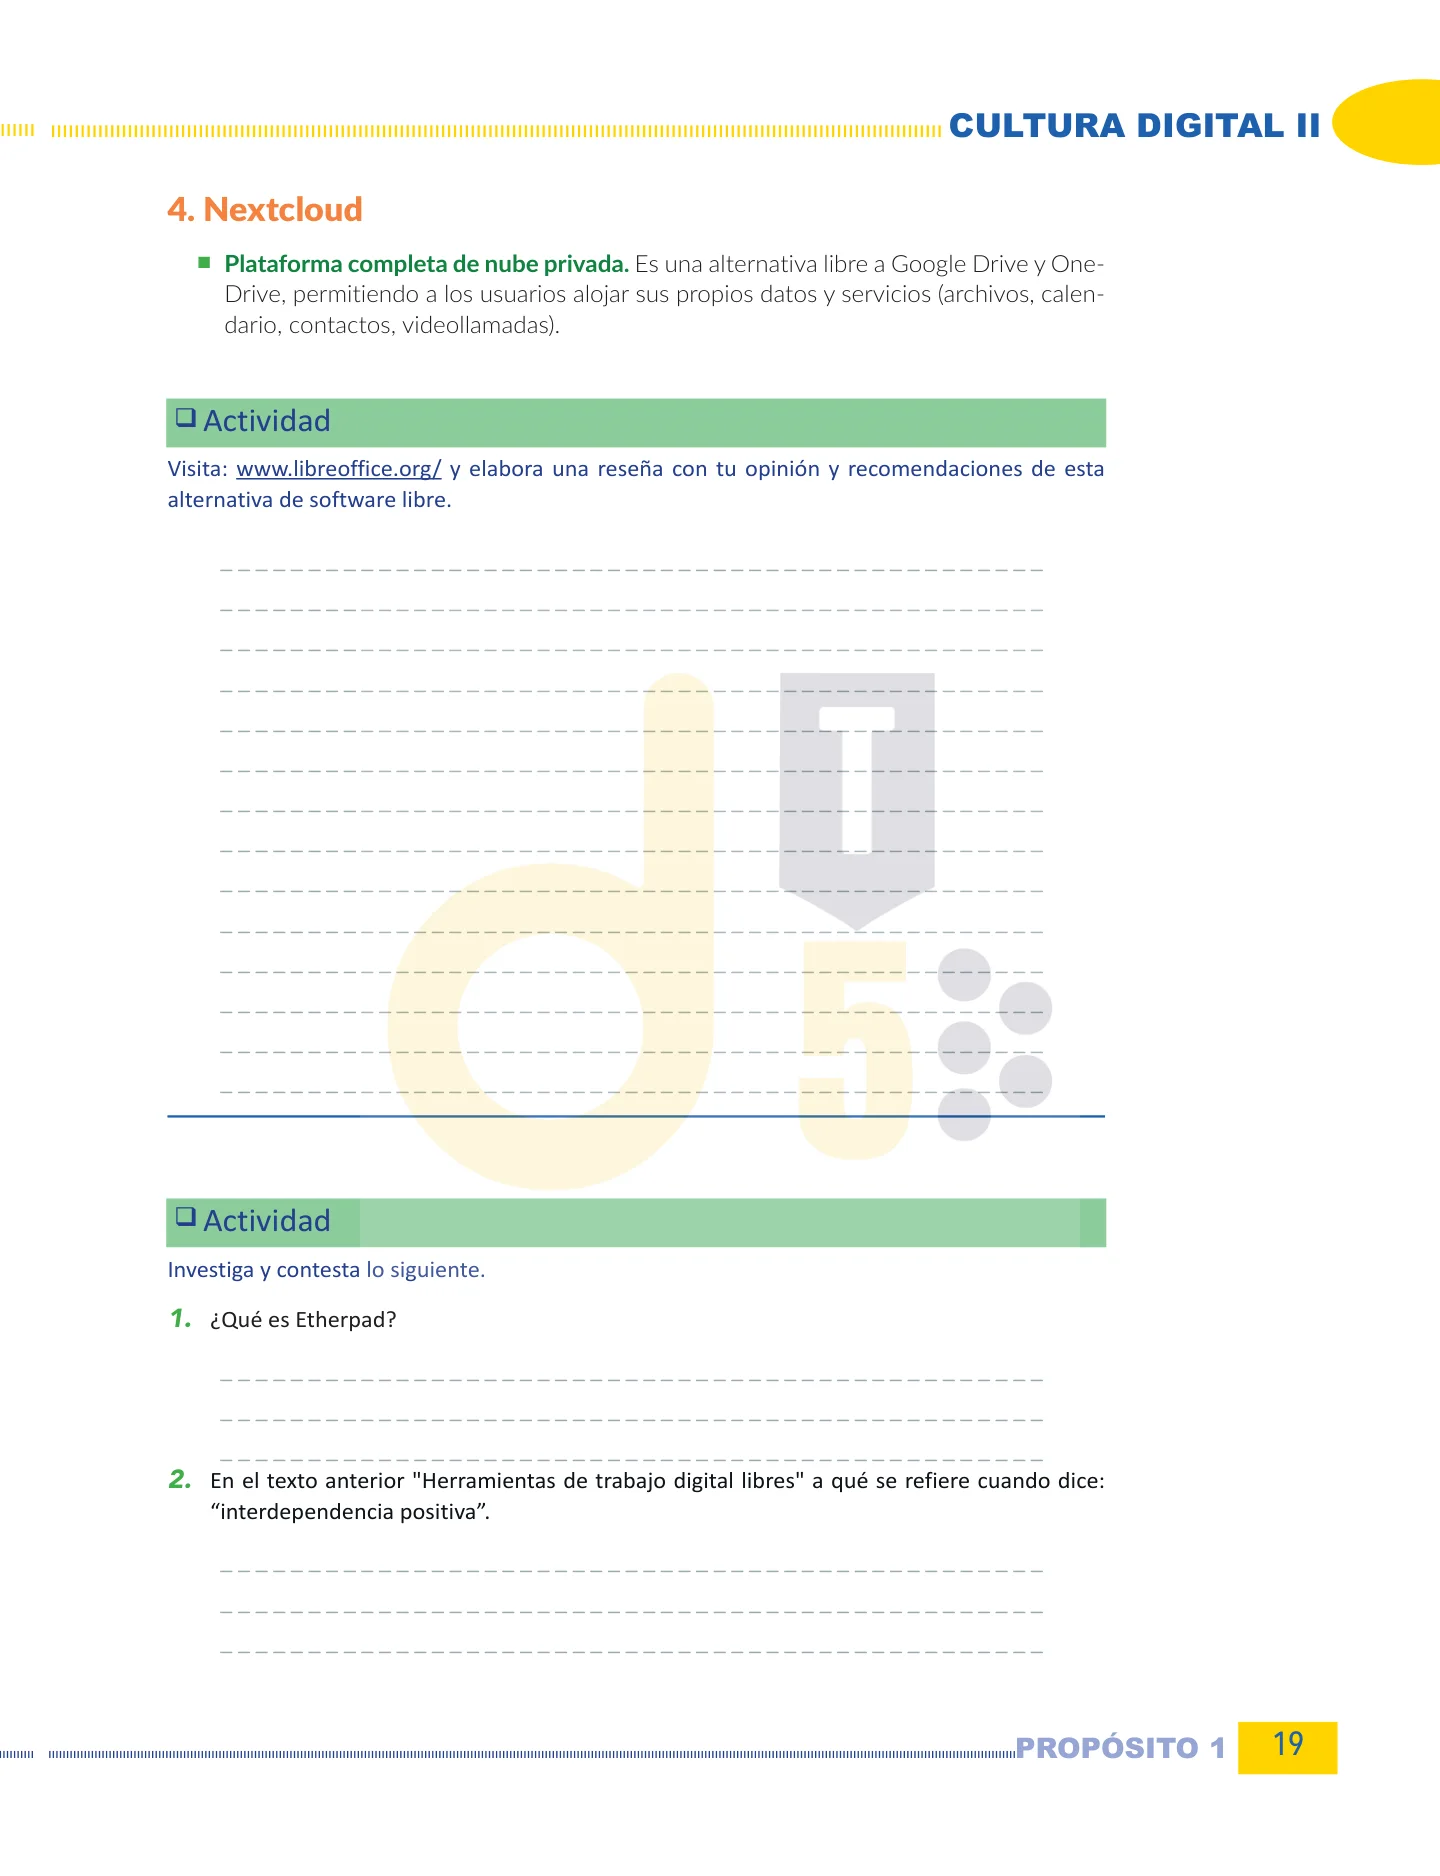 CULTURA DIGITAL II
4. Nextcloud
Plataforma completa de nube privada. Es una alternativa libre a Google Drive y One-
Drive, permitiendo a los usuarios alojar sus propios datos y servicios (archivos, calen-
dario, contactos, videollamadas).
Actividad
Visita: www.libreoffice.org/ y elabora una reseña con tu opinión y recomendaciones de esta
alternativa de software libre.
d T
5
Actividad
Investiga y contesta lo siguiente.
1. ¿Qué es Etherpad?
2. En el texto anterior "Herramientas de trabajo digital libres" a qué se refiere cuando dice:
“interdependencia positiva”.
PROPÓSITO 1 19